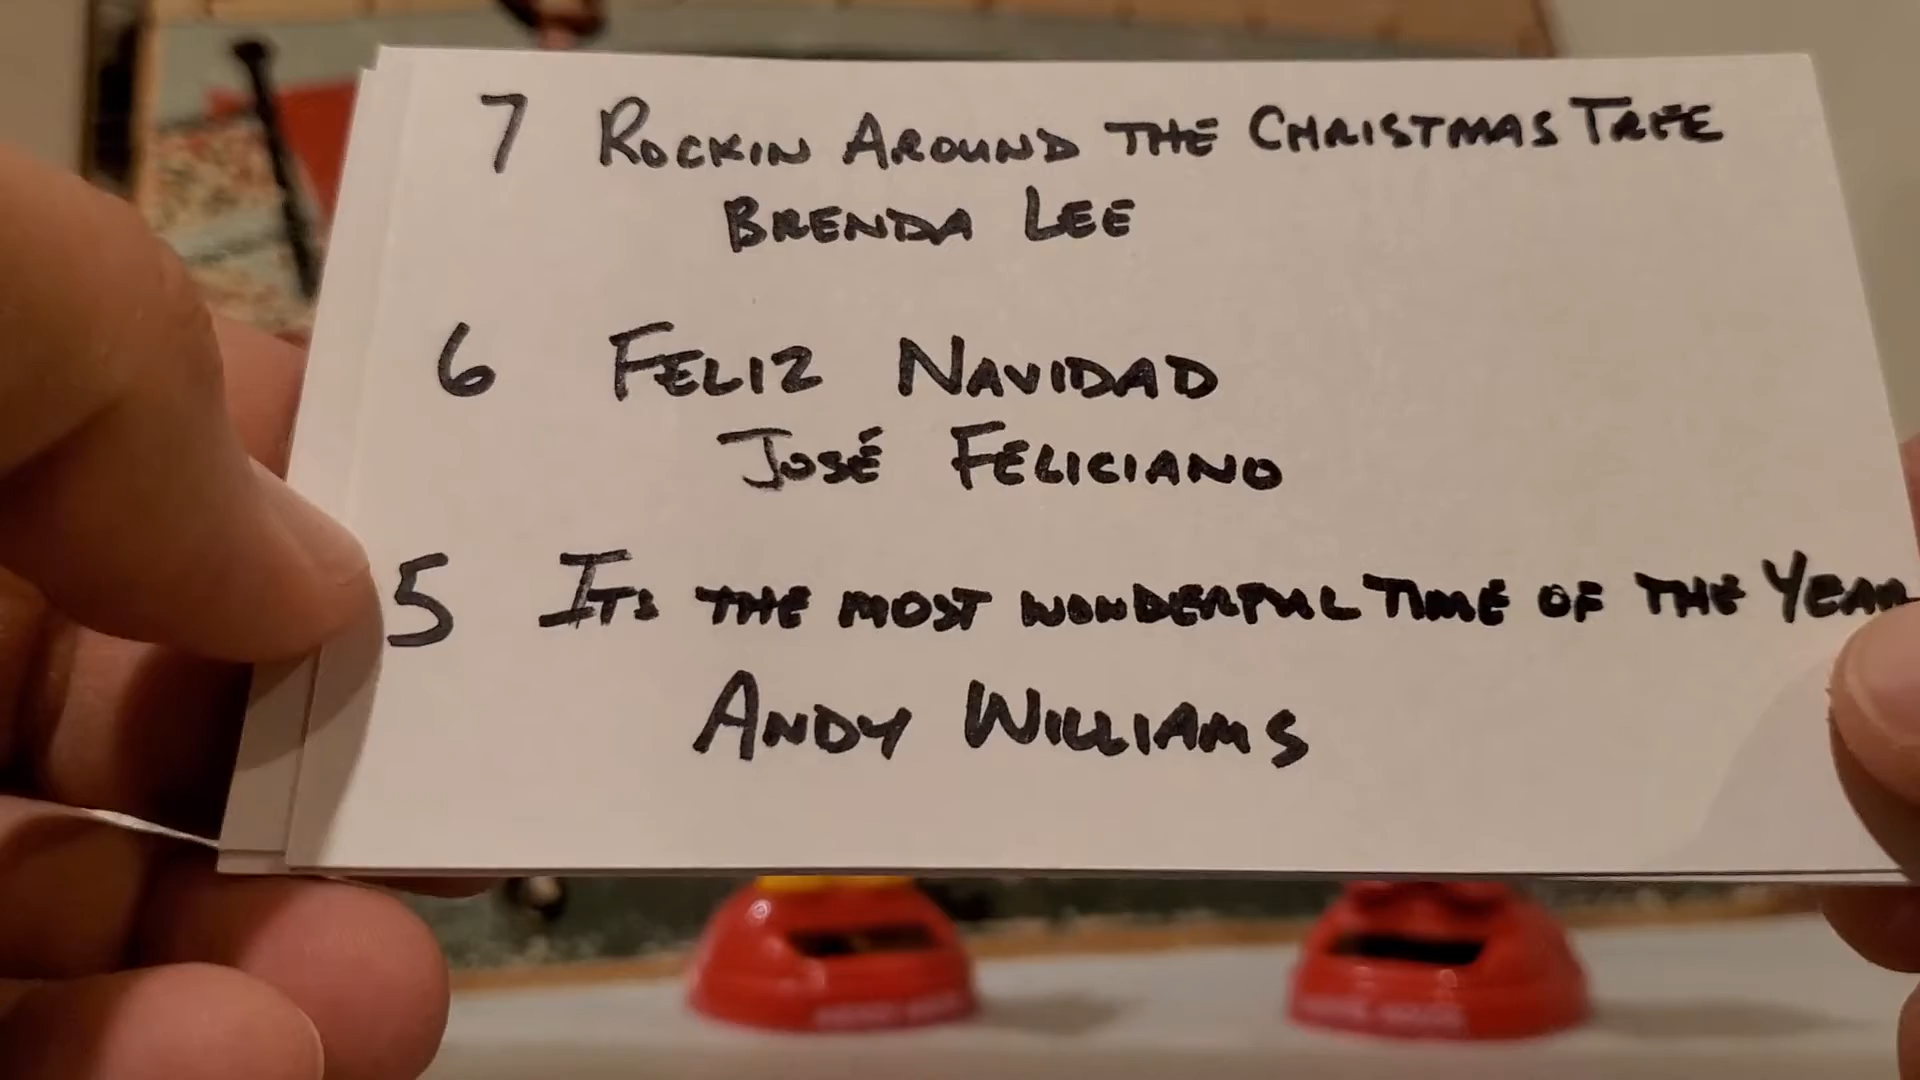 7 ROCKIN AROUND THE CHRISTMAS TREE
BRENDA LEE
6 FELIZ NAVIDAD
JOSÉ FELICIANO
5 ITS THE MOST WONDERFUL TIME OF THE YEAR
ANDY WILLIAMS